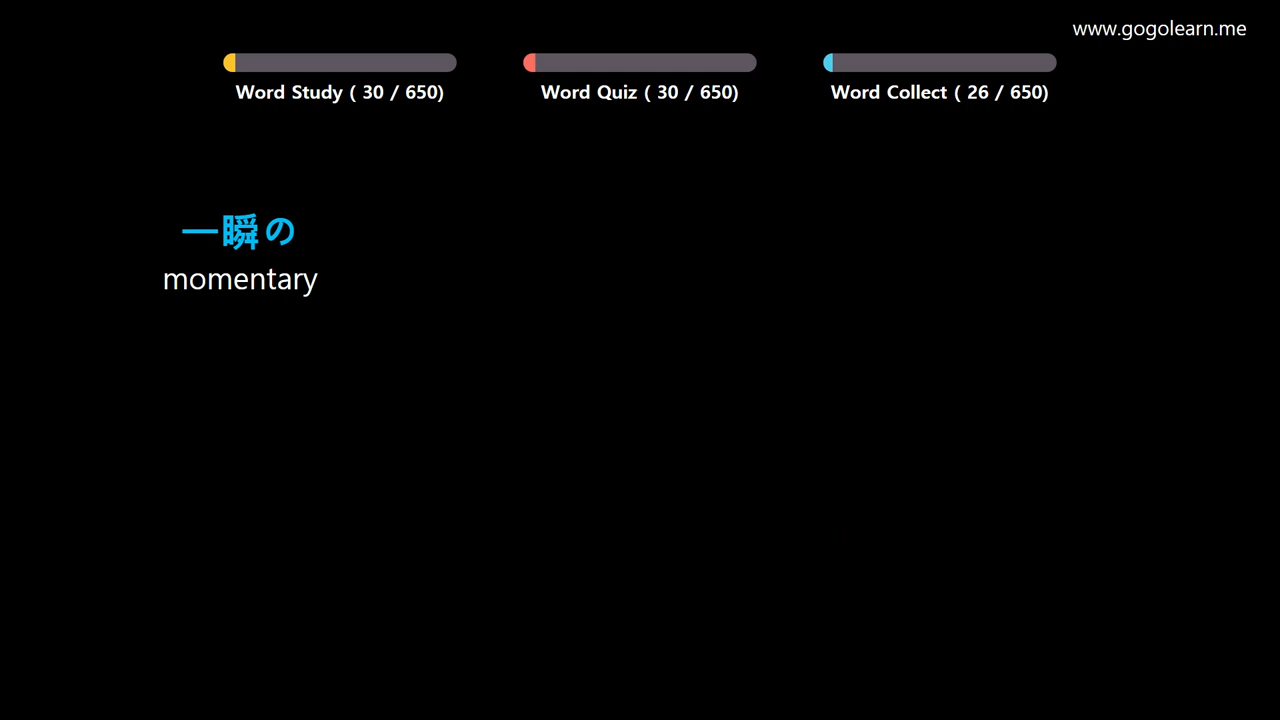 www.gogolearn.me
Word Study ( 30 / 650)
Word Quiz ( 30 / 650)
Word Collect ( 26 / 650)
一瞬の
momentary